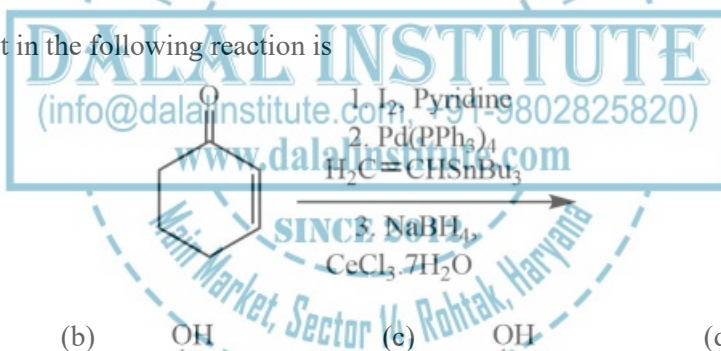 t in the following reaction is
DALAL INSTITUTE
(info@dalalinstitute.com, +91-9802825820)
www.dalalinstitute.com
O
1. I₂, Pyridine
2. Pd(PPh₃)₄
H₂C=CHSnBu₃
3. NaBH₄,
CeCl₃.7H₂O
SINCE 2012
Main Market, Sector 14, Rohtak, Haryana
(b) OH (c) OH (d